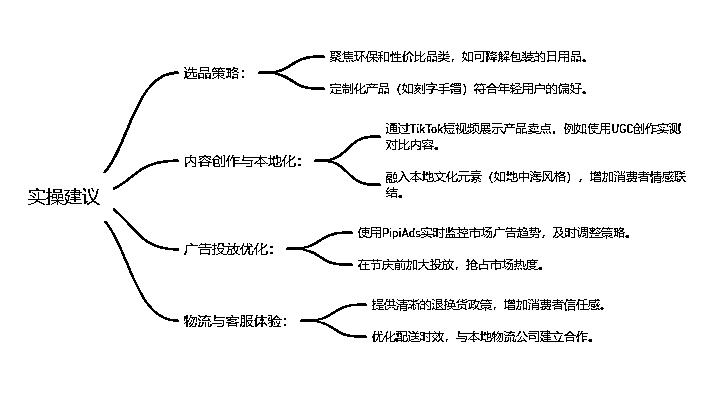 实操建议
选品策略：
聚焦环保和性价比品类，如可降解包装的日用品。
定制化产品（如刻字手镯）符合年轻用户的偏好。
内容创作与本地化：
通过TikTok短视频展示产品卖点，例如使用UGC创作实测
对比内容。
融入本地文化元素（如地中海风格），增加消费者情感联
结。
广告投放优化：
使用PipiAds实时监控市场广告趋势，及时调整策略。
在节庆前加大投放，抢占市场热度。
物流与客服体验：
提供清晰的退换货政策，增加消费者信任感。
优化配送时效，与本地物流公司建立合作。